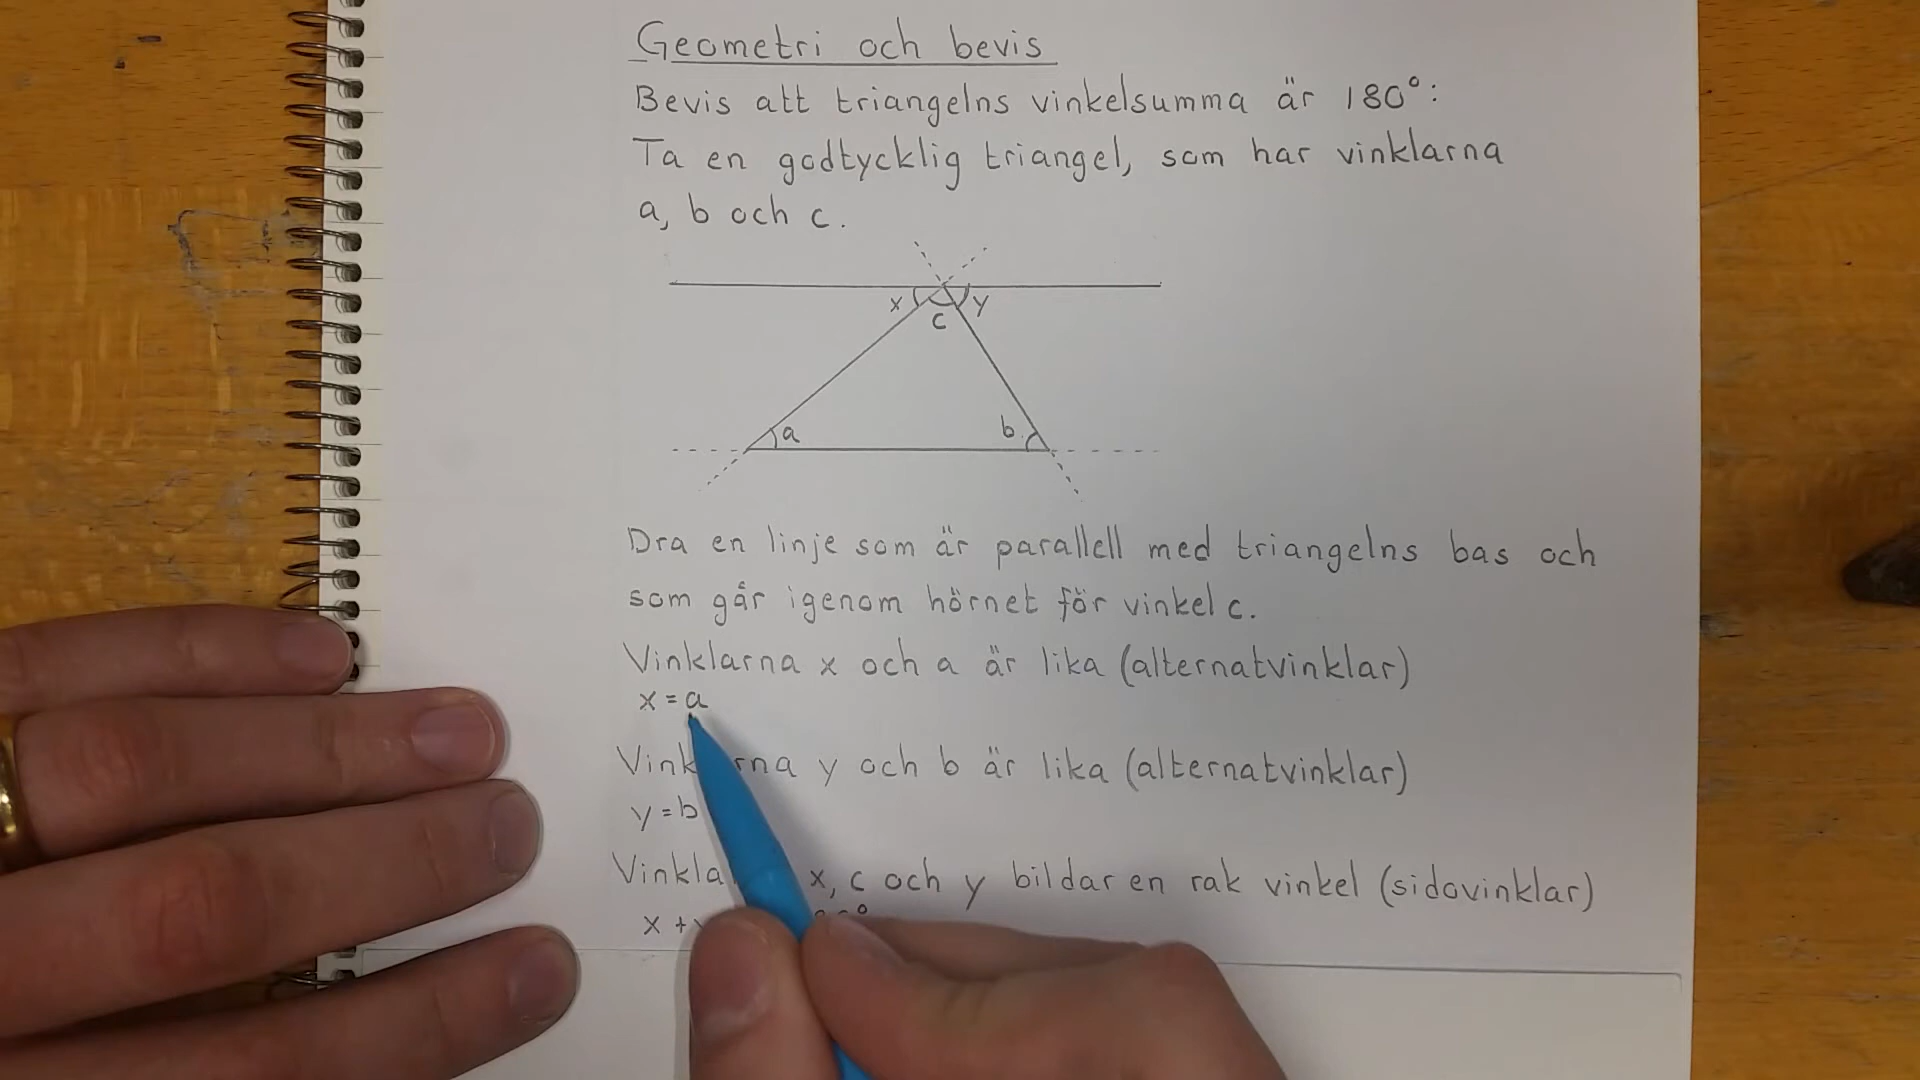 Geometri och bevis
Bevis att triangelns vinkelsumma är 180°:
Ta en godtycklig triangel, som har vinklarna
a, b och c.
x c y
a b
Dra en linje som är parallell med triangelns bas och
som går igenom hörnet för vinkel c.
Vinklarna x och a är lika (alternatvinklar)
x = a
y och b är lika (alternatvinklar)
y = b
x, c och y bildar en rak vinkel (sidovinklar)
x +